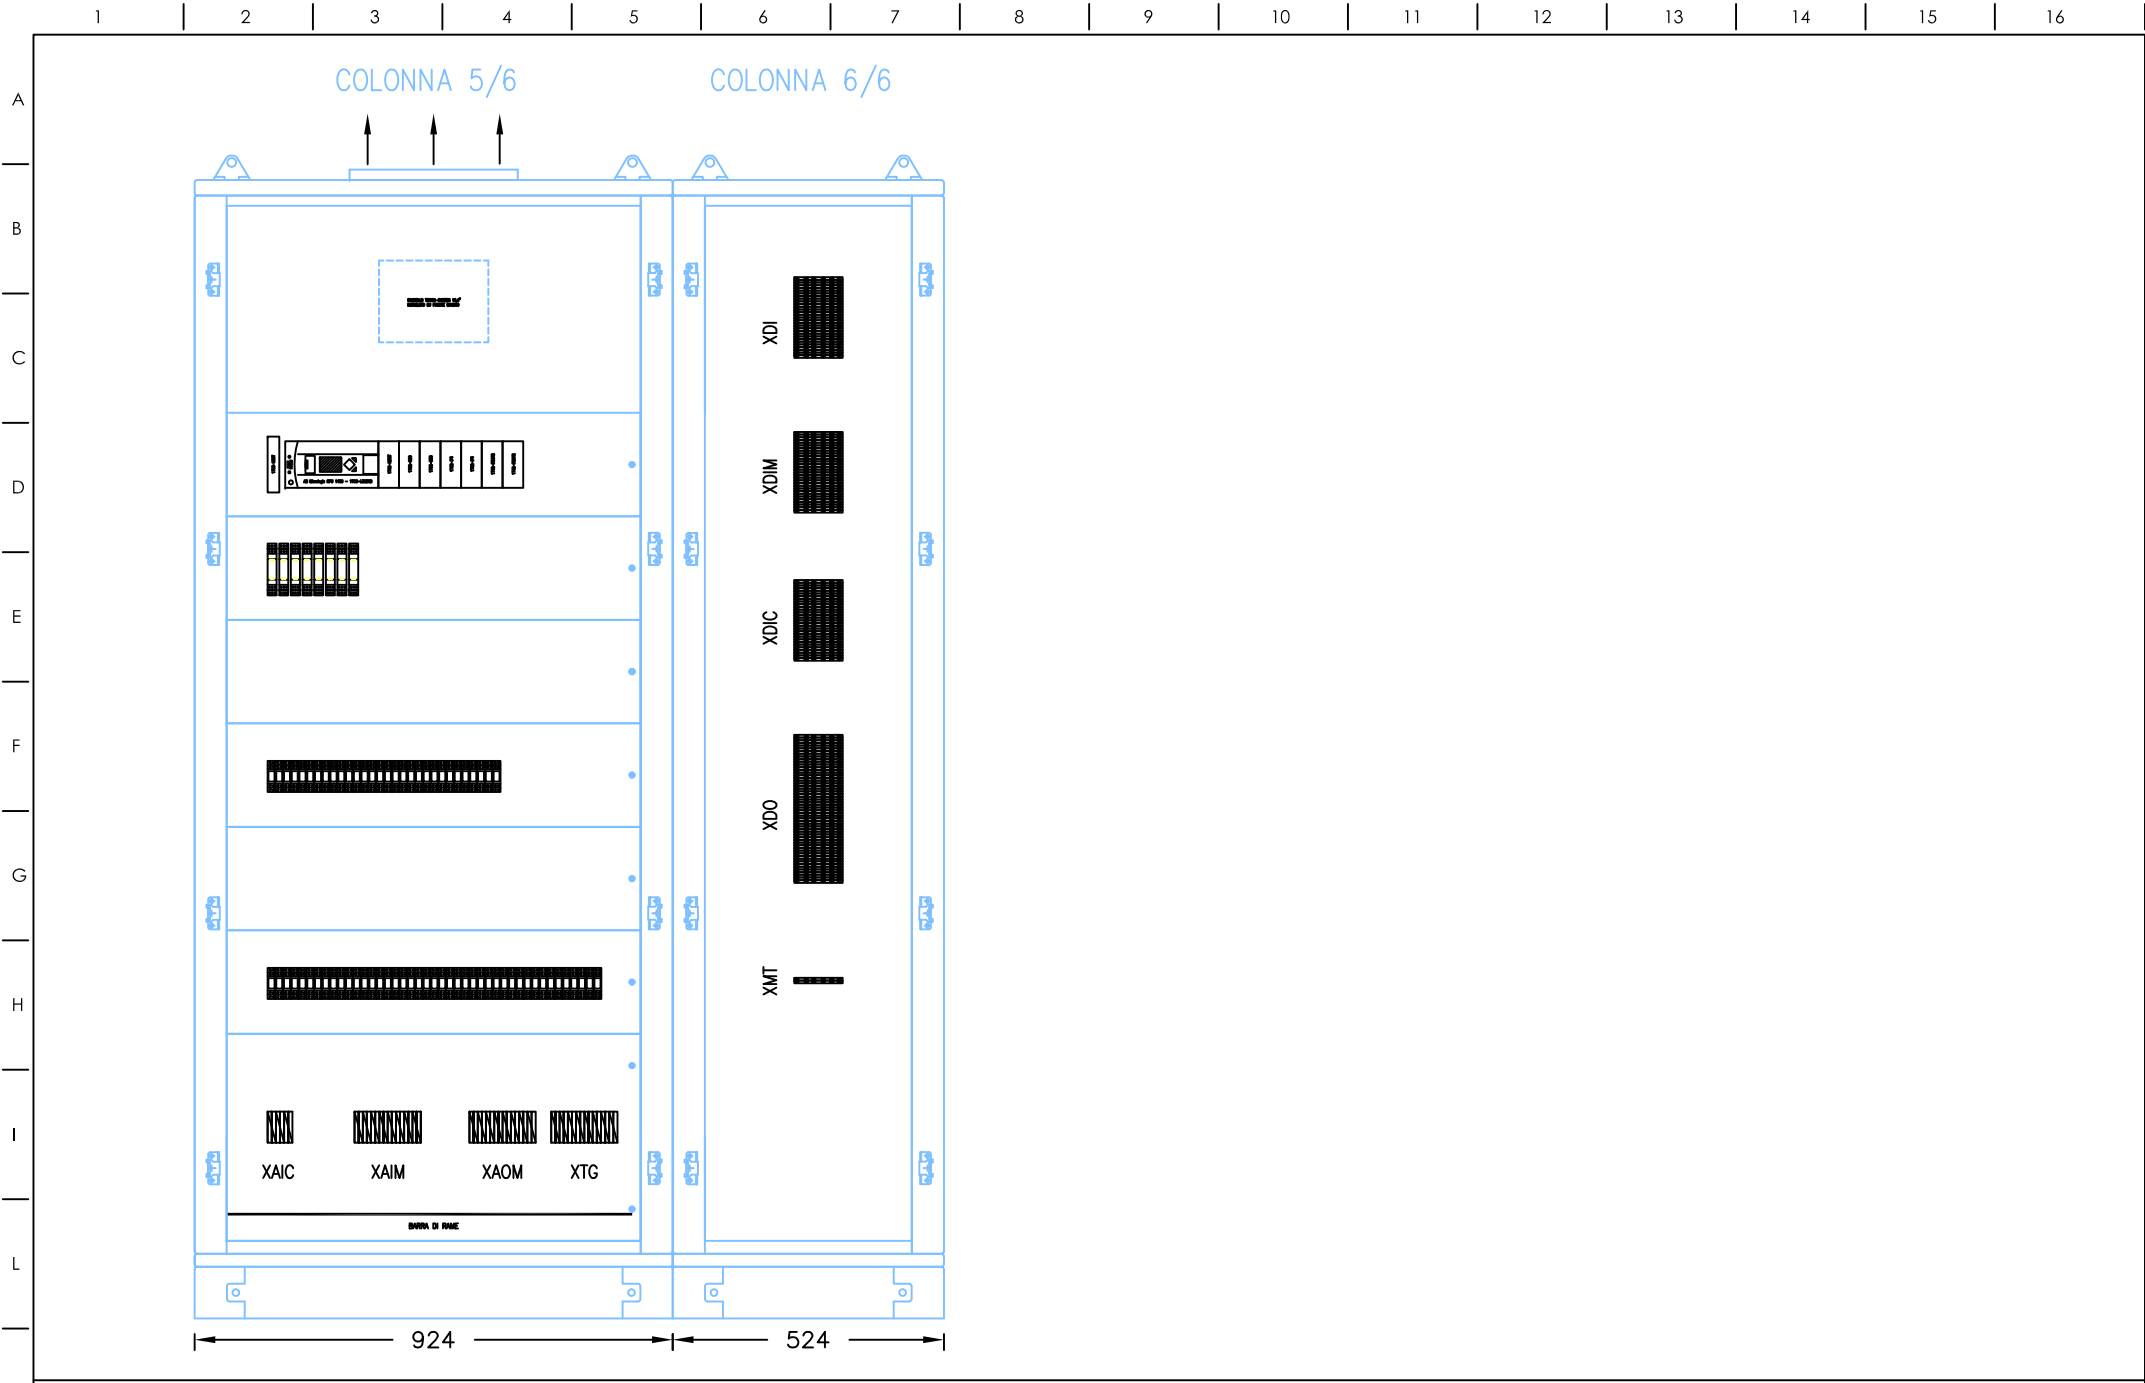 1 2 3 4 5 6 7 8 9 10 11 12 13 14 15 16
COLONNA 5/6 COLONNA 6/6
A
B
C
D
E
F
G
H
I
L
XDI
XDIM
XDIC
XDO
XMT
XAIC XAIM XAOM XTG
BARRA DI RAME
924 524